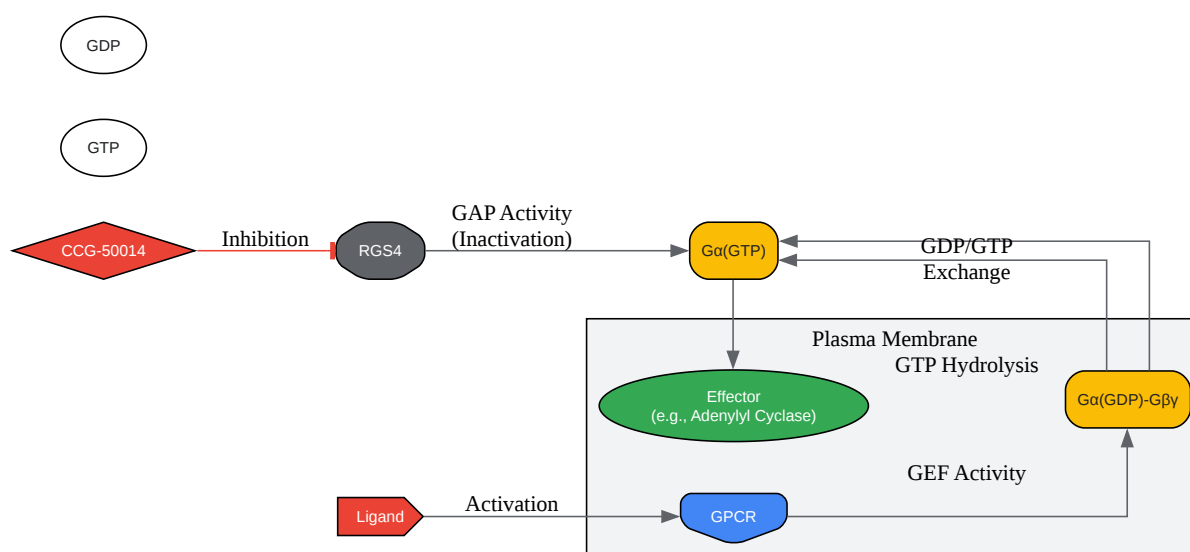 GDP
GTP
CCG-50014
Inhibition
RGS4
GAP Activity
(Inactivation)
Gα(GTP)
GDP/GTP
Exchange
Plasma Membrane
GTP Hydrolysis
Effector
(e.g., Adenylyl Cyclase)
Gα(GDP)-Gβγ
GEF Activity
Ligand
Activation
GPCR